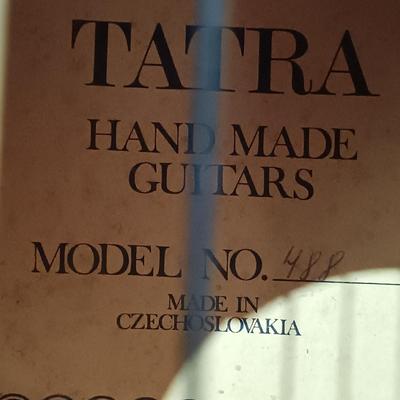 TATRA
HAND MADE
GUITARS
MODEL NO. 488
MADE IN
CZECHOSLOVAKIA